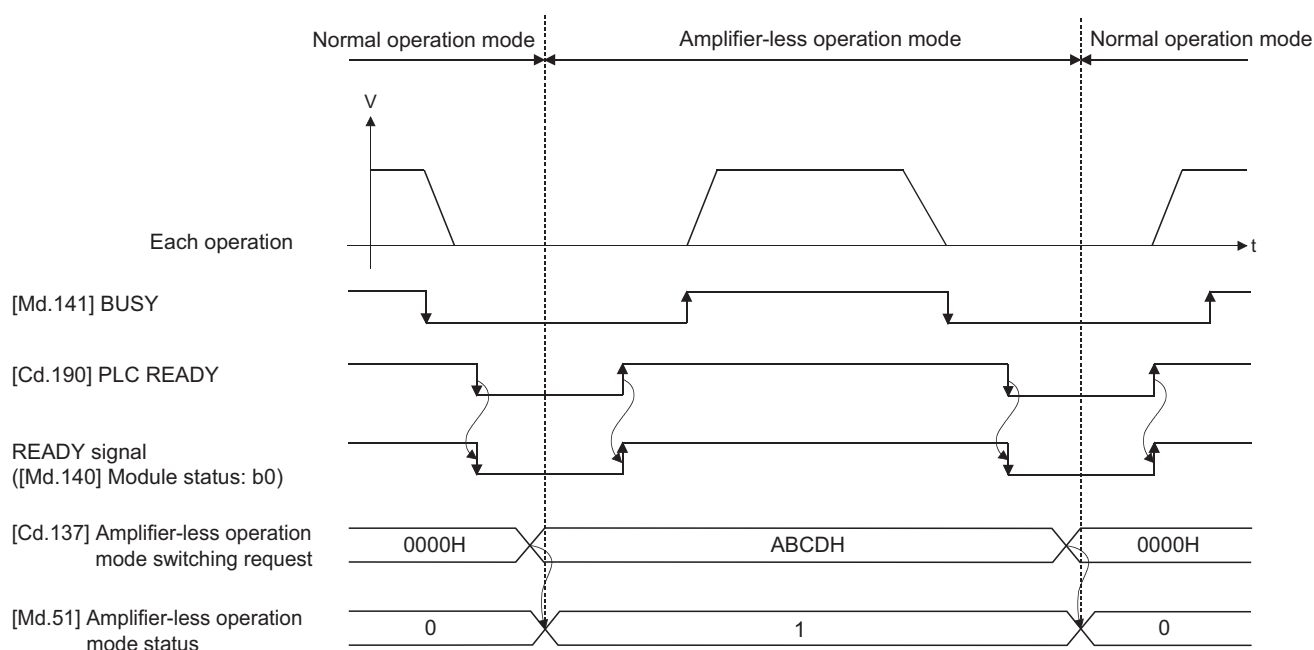 Normal operation mode
Amplifier-less operation mode
Normal operation mode
V
Each operation
t
[Md.141] BUSY
[Cd.190] PLC READY
READY signal
([Md.140] Module status: b0)
[Cd.137] Amplifier-less operation
mode switching request
0000H
ABCDH
0000H
[Md.51] Amplifier-less operation
mode status
0
1
0